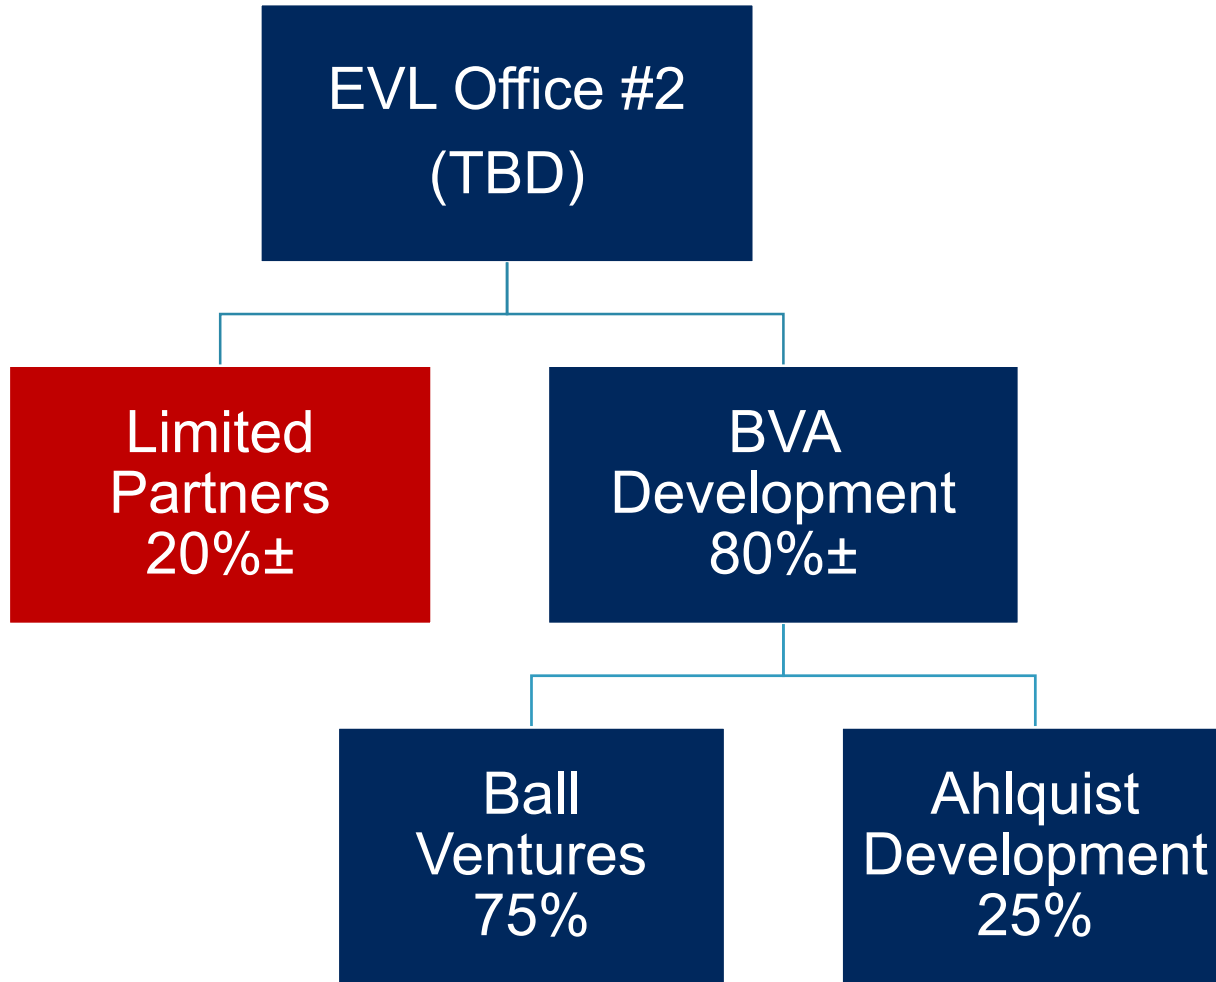 EVL Office #2
(TBD)
Limited
Partners
20%±
BVA
Development
80%±
Ball
Ventures
75%
Ahlquist
Development
25%